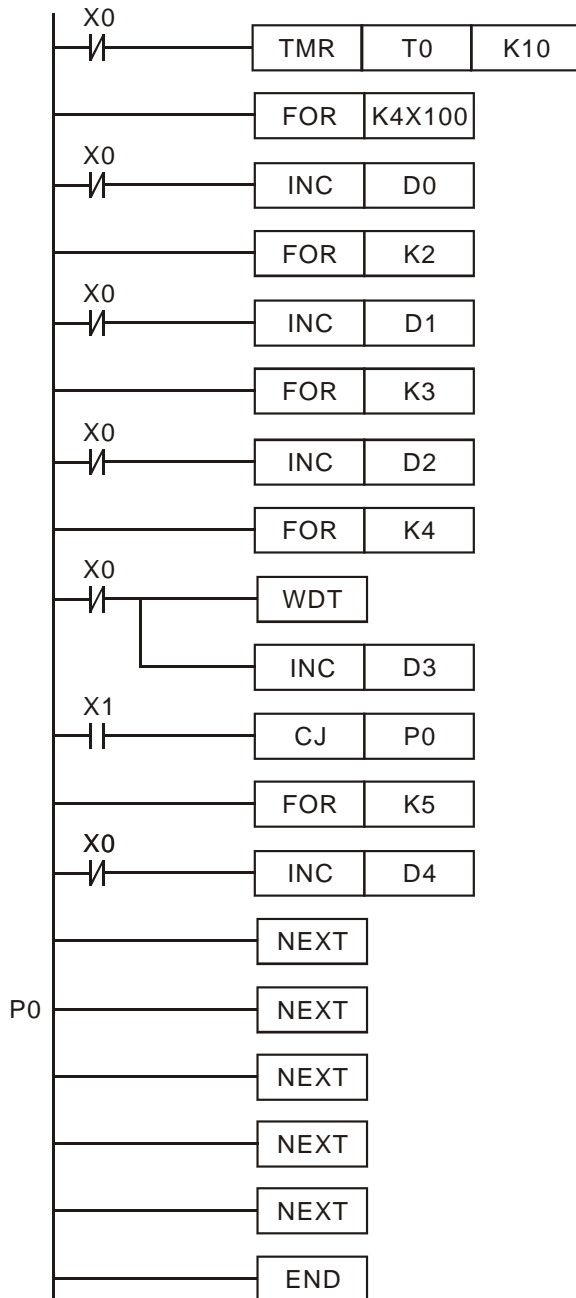 X0
TMR T0 K10
FOR K4X100
X0
INC D0
FOR K2
X0
INC D1
FOR K3
X0
INC D2
FOR K4
X0
WDT
INC D3
X1
CJ P0
FOR K5
X0
INC D4
NEXT
P0 NEXT
NEXT
NEXT
NEXT
END